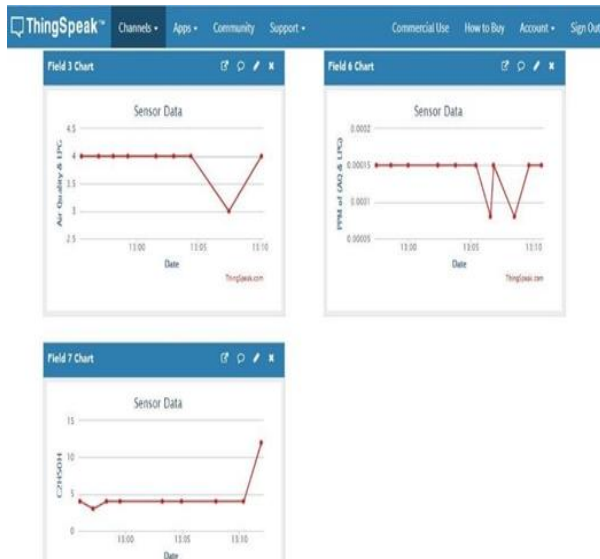 ThingSpeak™ Channels Apps Community Support Commercial Use How to Buy Account Sign Out
Field 3 Chart
Sensor Data
Air Quality & LPG
4.5
4
3.5
3
2.5
13:00 13:05 13:10
Date
ThingSpeak.com
Field 6 Chart
Sensor Data
PPM of (AQ & LPG)
0.0002
0.00015
0.0001
0.00005
13:00 13:05 13:10
Date
ThingSpeak.com
Field 7 Chart
Sensor Data
C2H5OH
15
10
5
0
13:00 13:05 13:10
Date